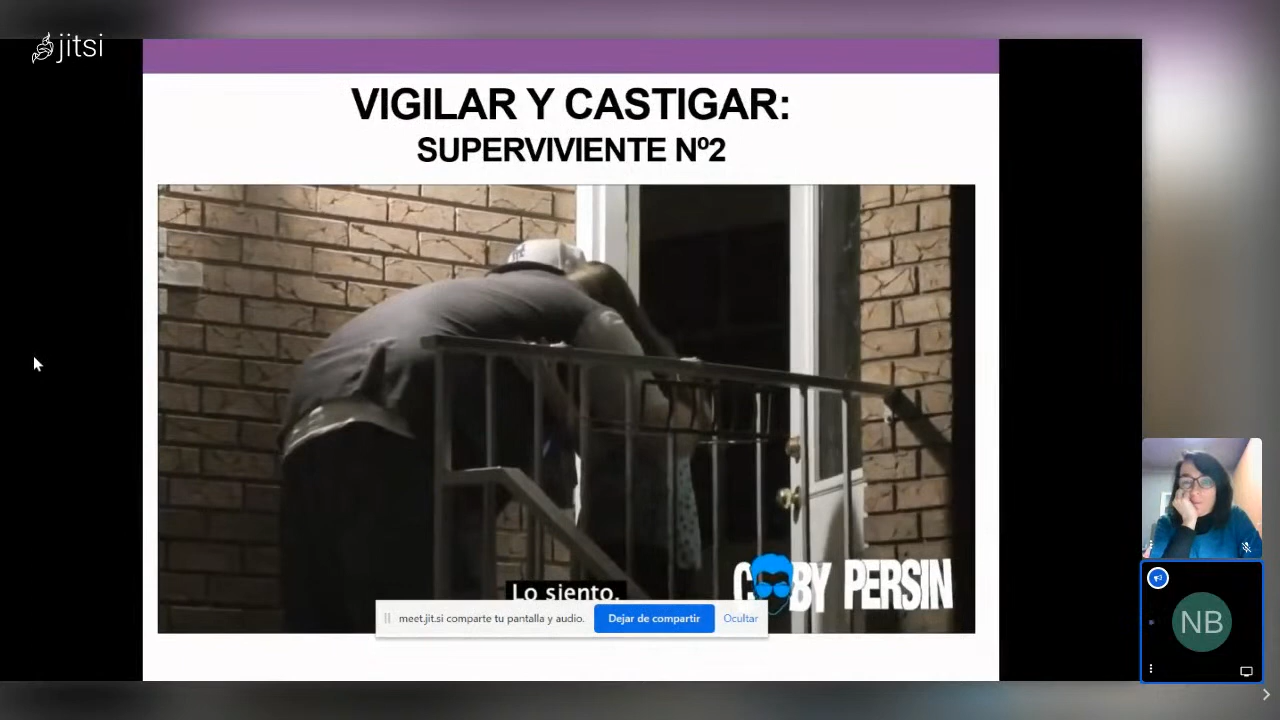 jitsi
VIGILAR Y CASTIGAR:
SUPERVIVIENTE Nº2
Lo siento.
COBY PERSIN
meet.jit.si comparte tu pantalla y audio. Dejar de compartir Ocultar
NB